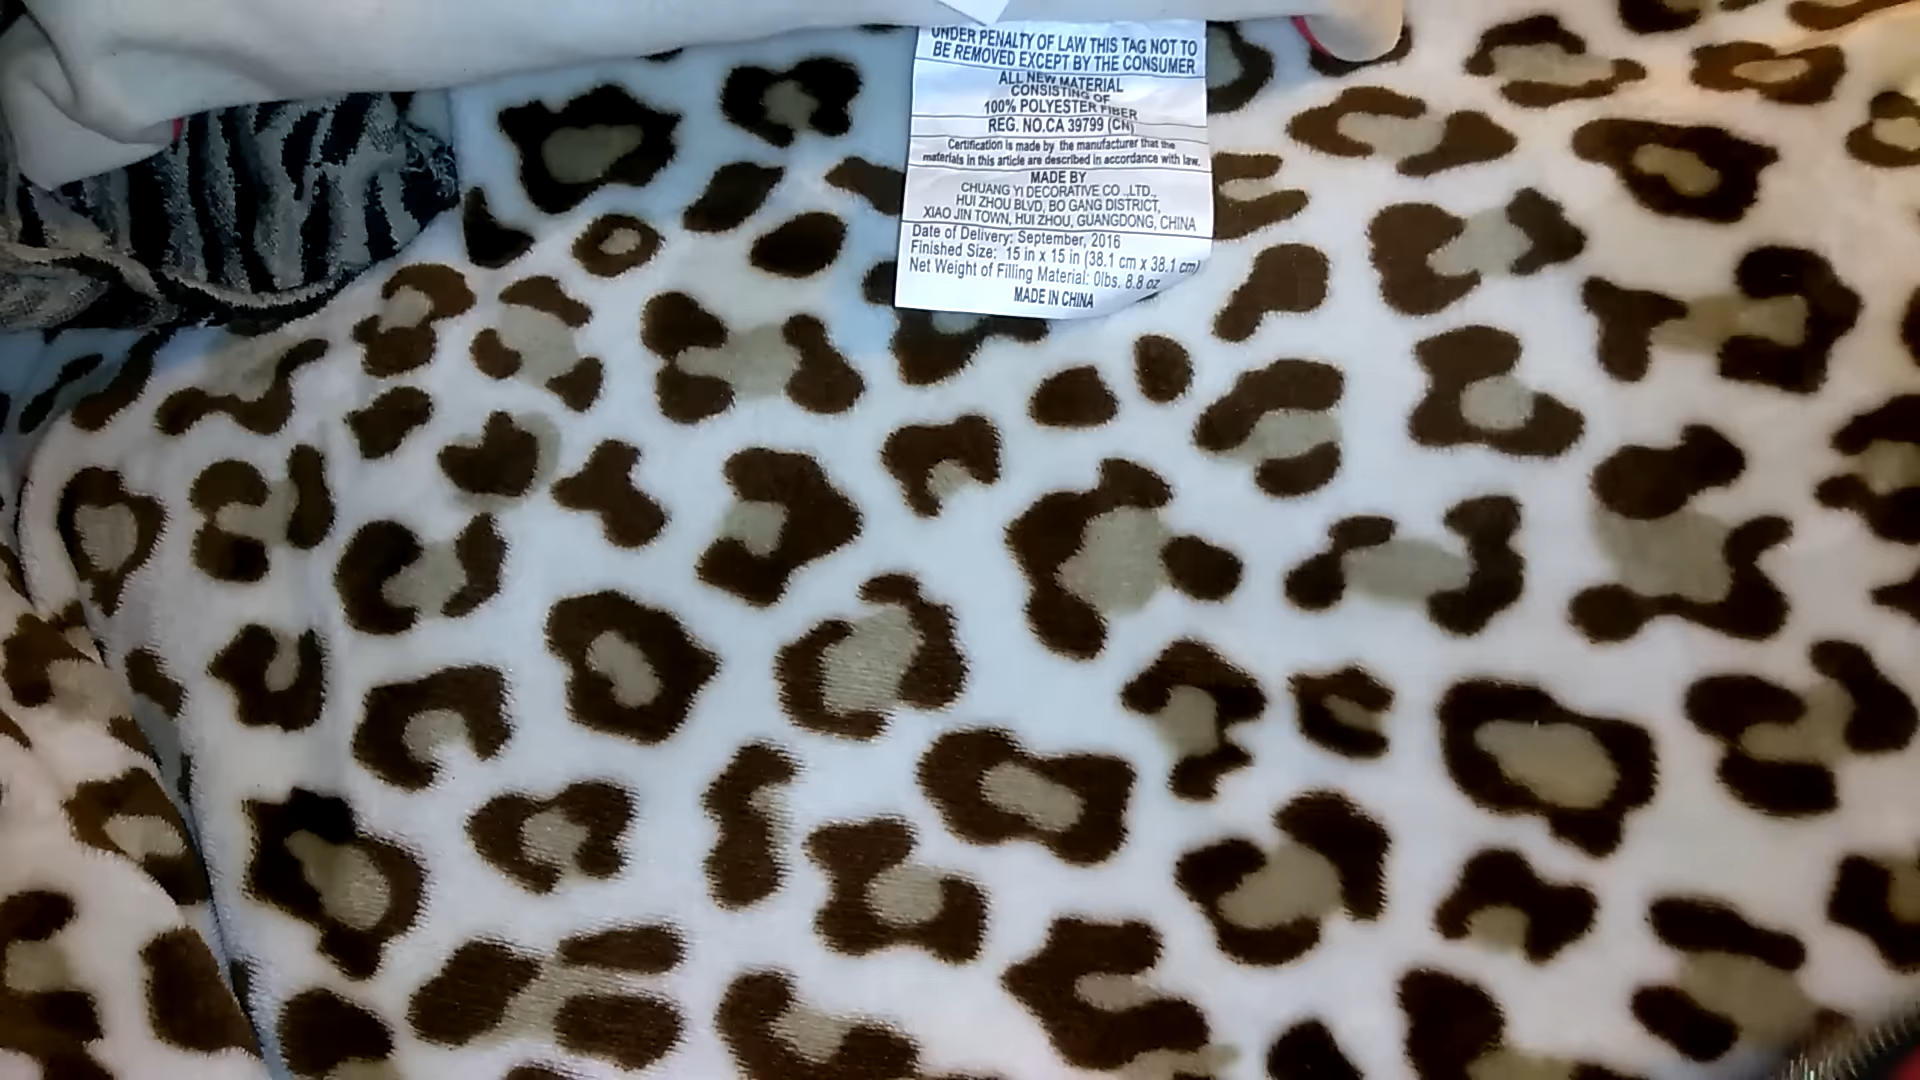 UNDER PENALTY OF LAW THIS TAG NOT TO
BE REMOVED EXCEPT BY THE CONSUMER
ALL NEW MATERIAL
CONSISTING OF
100% POLYESTER FIBER
REG. NO.CA 39799 (CN)
Certification is made by the manufacturer that the
materials in this article are described in accordance with law.
MADE BY
CHUANG YI DECORATIVE CO .,LTD.,
HUI ZHOU BLVD, BO GANG DISTRICT,
XIAO JIN TOWN, HUI ZHOU, GUANGDONG, CHINA
Date of Delivery: September, 2016
Finished Size: 15 in x 15 in (38.1 cm x 38.1 cm)
Net Weight of Filling Material: 0lbs. 8.8 oz
MADE IN CHINA